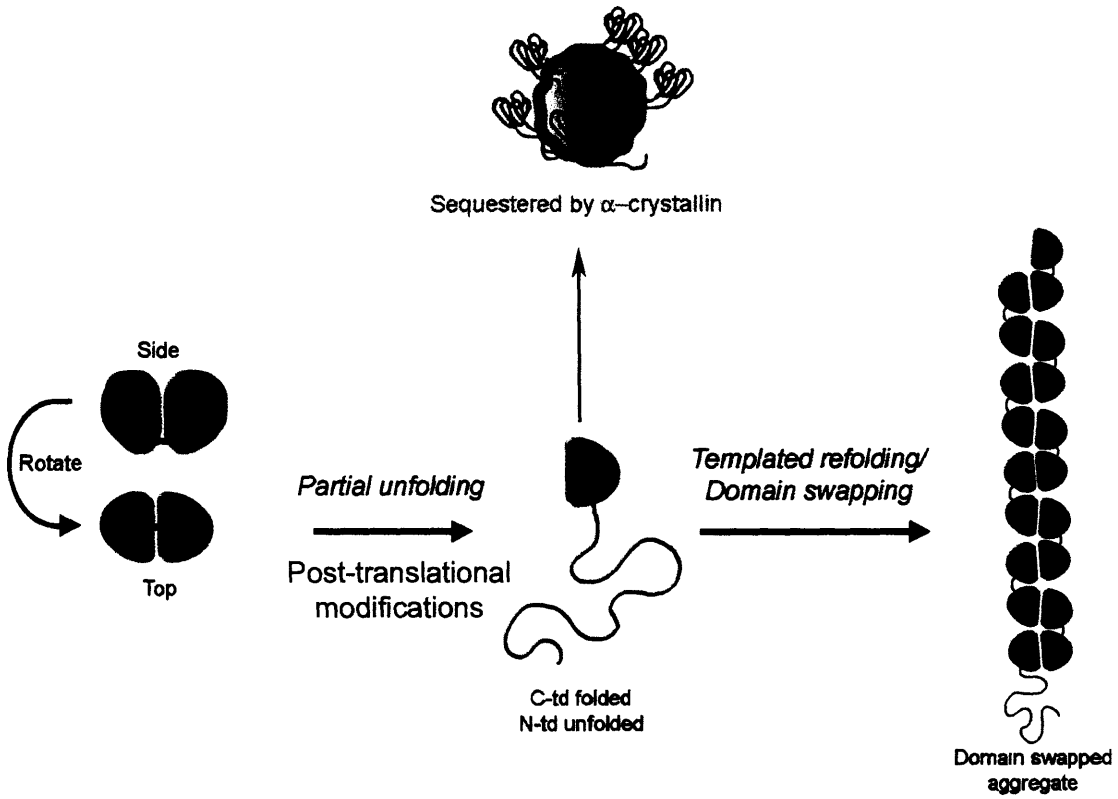 Sequestered by α–crystallin
Side
Rotate
Top
Partial unfolding
Post-translational
modifications
C-td folded
N-td unfolded
Templated refolding/
Domain swapping
Domain swapped
aggregate